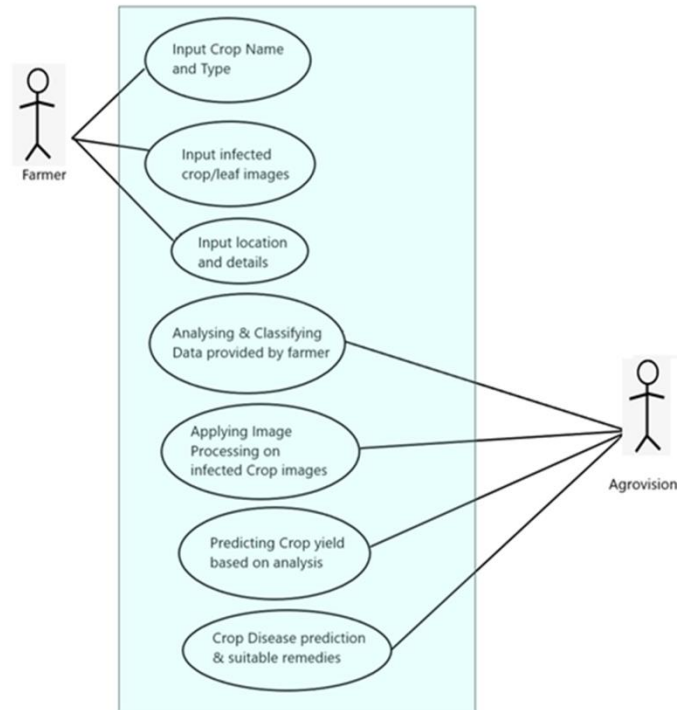 Input Crop Name
and Type
Farmer
Input infected
crop/leaf images
Input location
and details
Analysing & Classifying
Data provided by farmer
Applying Image
Processing on
infected Crop images
Agrovision
Predicting Crop yield
based on analysis
Crop Disease prediction
& suitable remedies